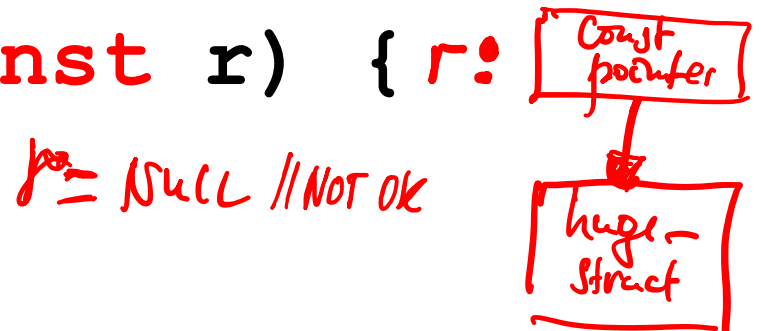 nst r) { r:
const
pointer
= NULL // NOT OK
huge_
struct